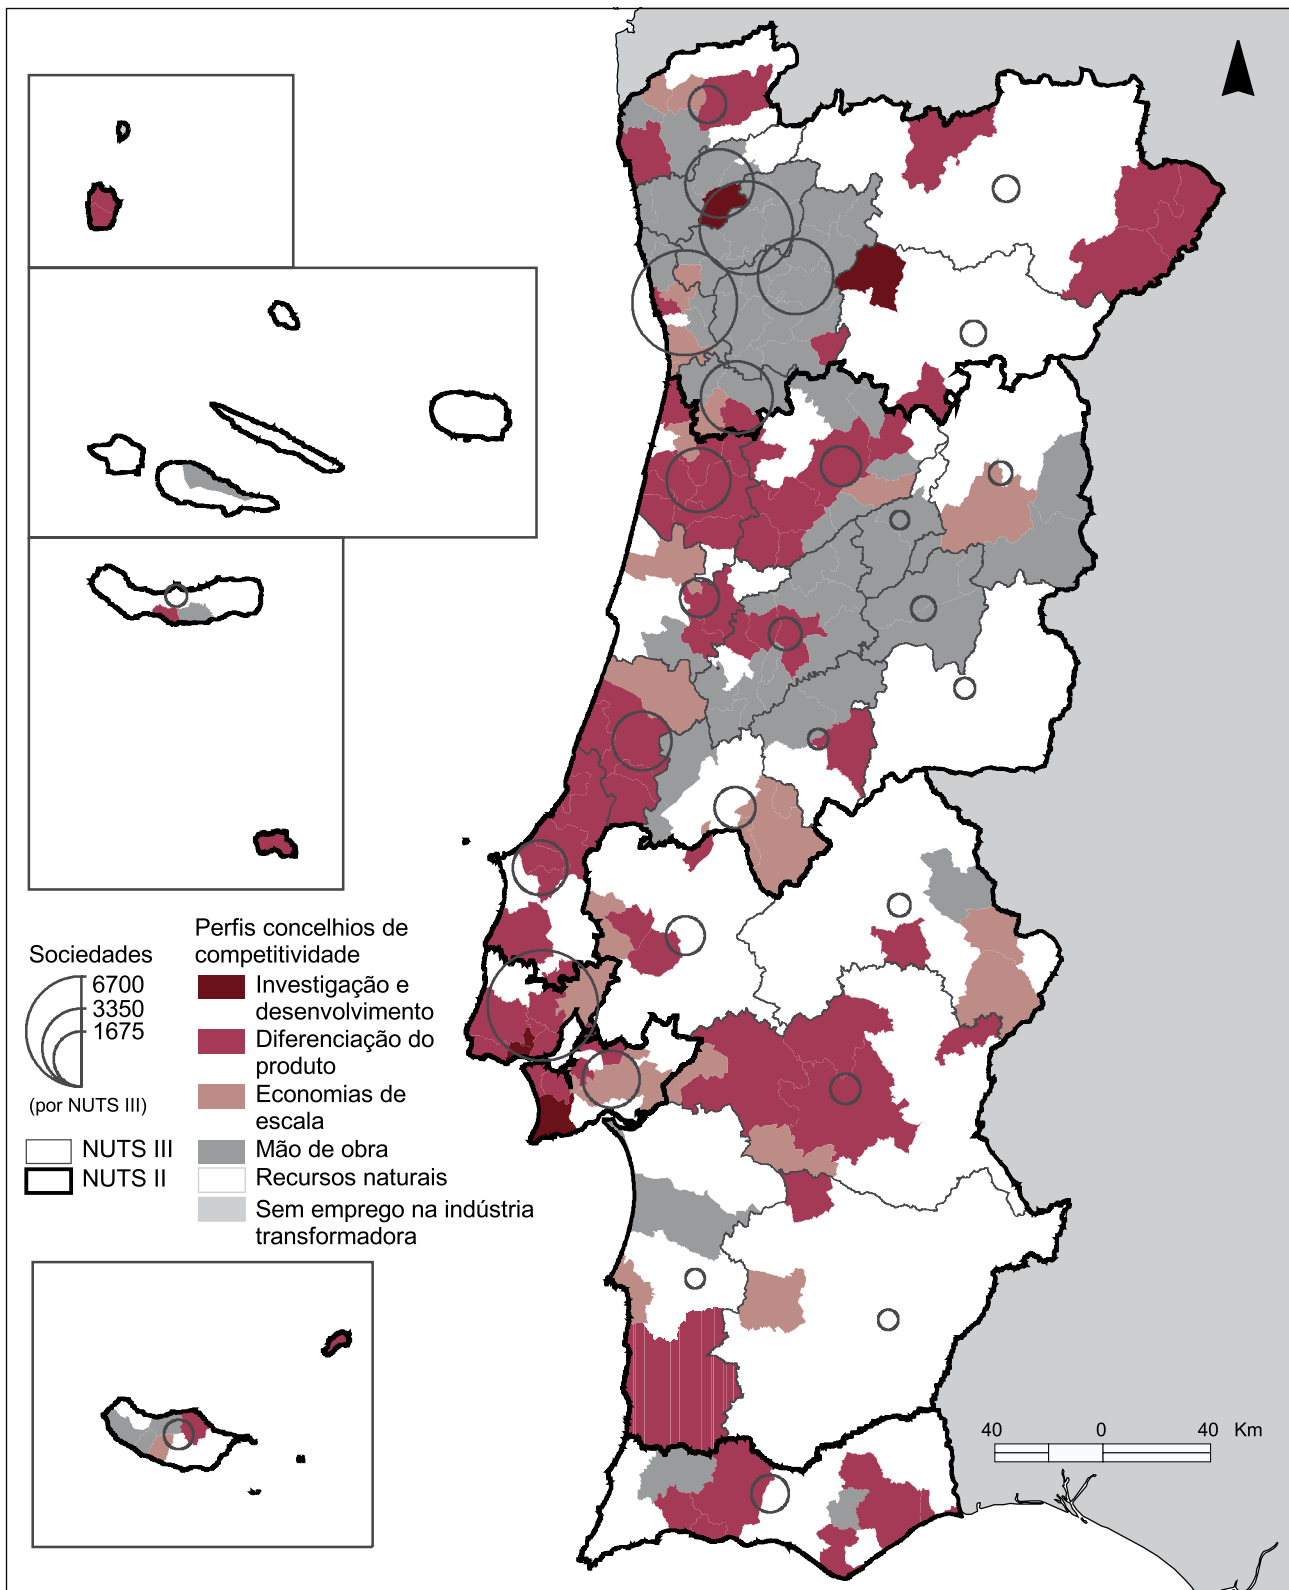 Sociedades
6700
3350
1675
(por NUTS III)
NUTS III
NUTS II
Perfis concelhios de
competitividade
Investigação e
desenvolvimento
Diferenciação do
produto
Economias de
escala
Mão de obra
Recursos naturais
Sem emprego na indústria
transformadora
40 0 40 Km